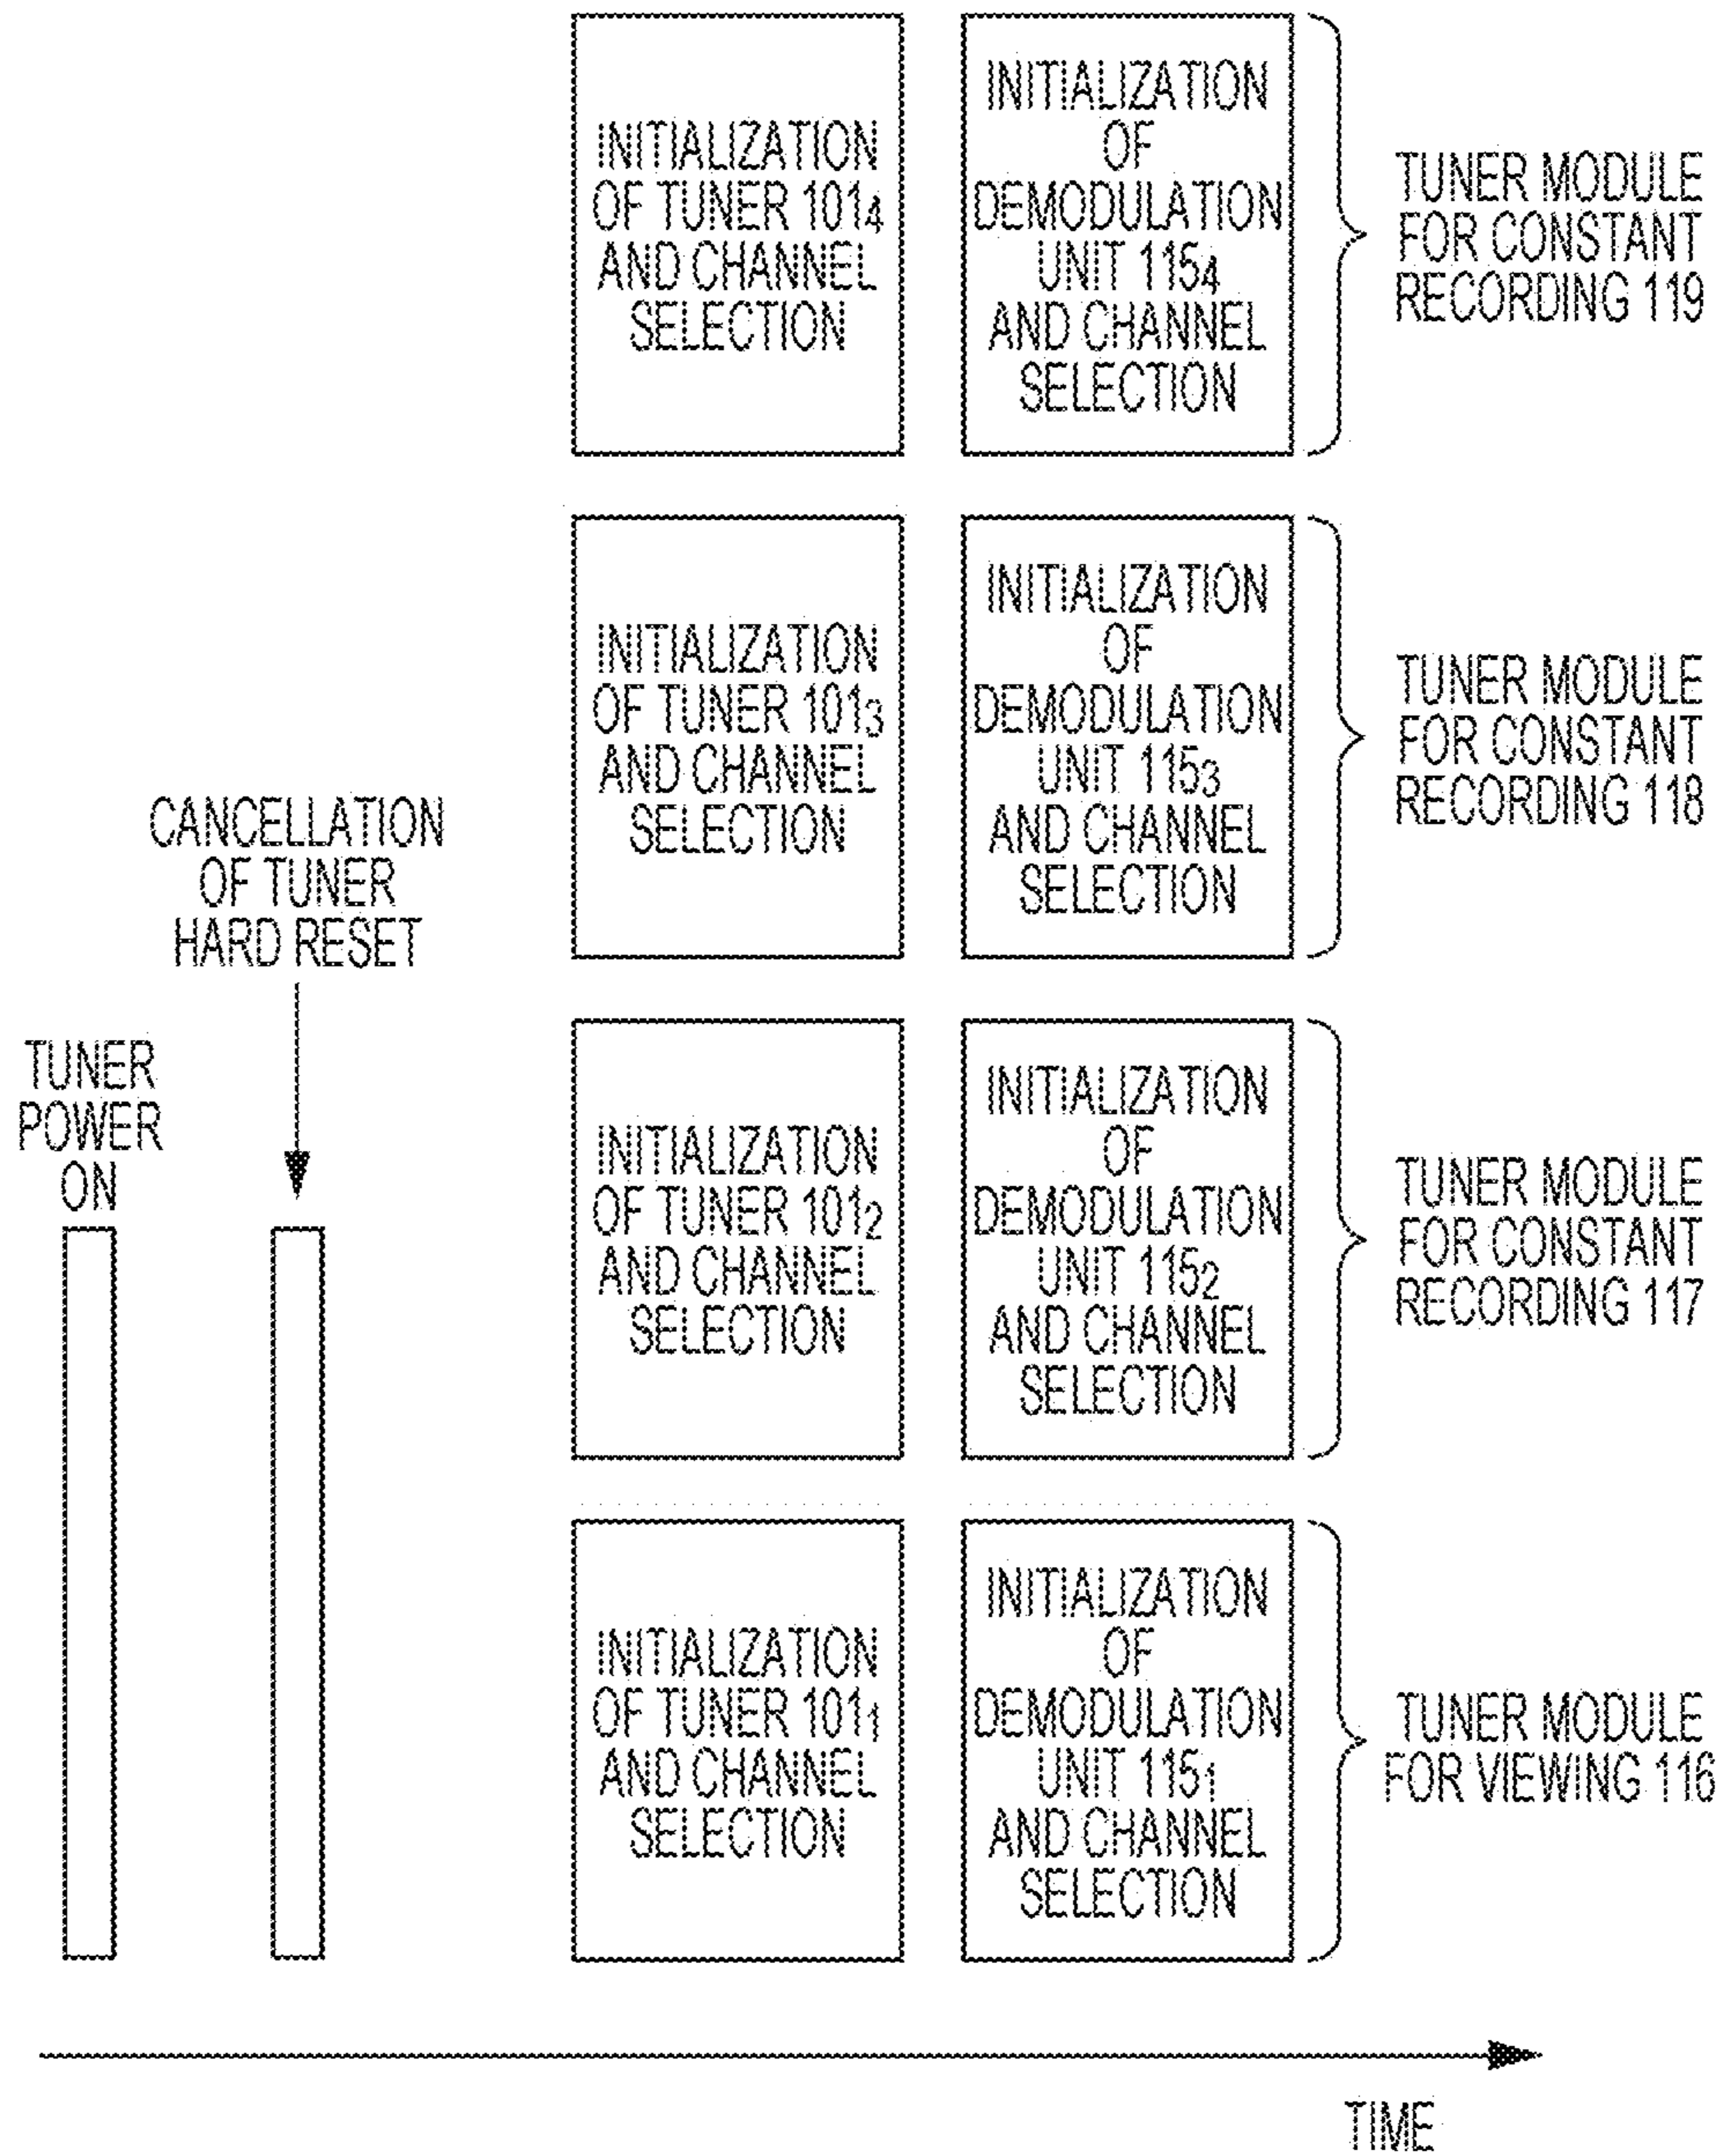 INITIALIZATION
OF TUNER 101₄
AND CHANNEL
SELECTION
INITIALIZATION
OF
DEMODULATION
UNIT 115₄
AND CHANNEL
SELECTION
TUNER MODULE
FOR CONSTANT
RECORDING 119
INITIALIZATION
OF TUNER 101₃
AND CHANNEL
SELECTION
INITIALIZATION
OF
DEMODULATION
UNIT 115₃
AND CHANNEL
SELECTION
TUNER MODULE
FOR CONSTANT
RECORDING 118
CANCELLATION
OF TUNER
HARD RESET
TUNER
POWER
ON
INITIALIZATION
OF TUNER 101₂
AND CHANNEL
SELECTION
INITIALIZATION
OF
DEMODULATION
UNIT 115₂
AND CHANNEL
SELECTION
TUNER MODULE
FOR CONSTANT
RECORDING 117
INITIALIZATION
OF TUNER 101₁
AND CHANNEL
SELECTION
INITIALIZATION
OF
DEMODULATION
UNIT 115₁
AND CHANNEL
SELECTION
TUNER MODULE
FOR VIEWING 116
TIME